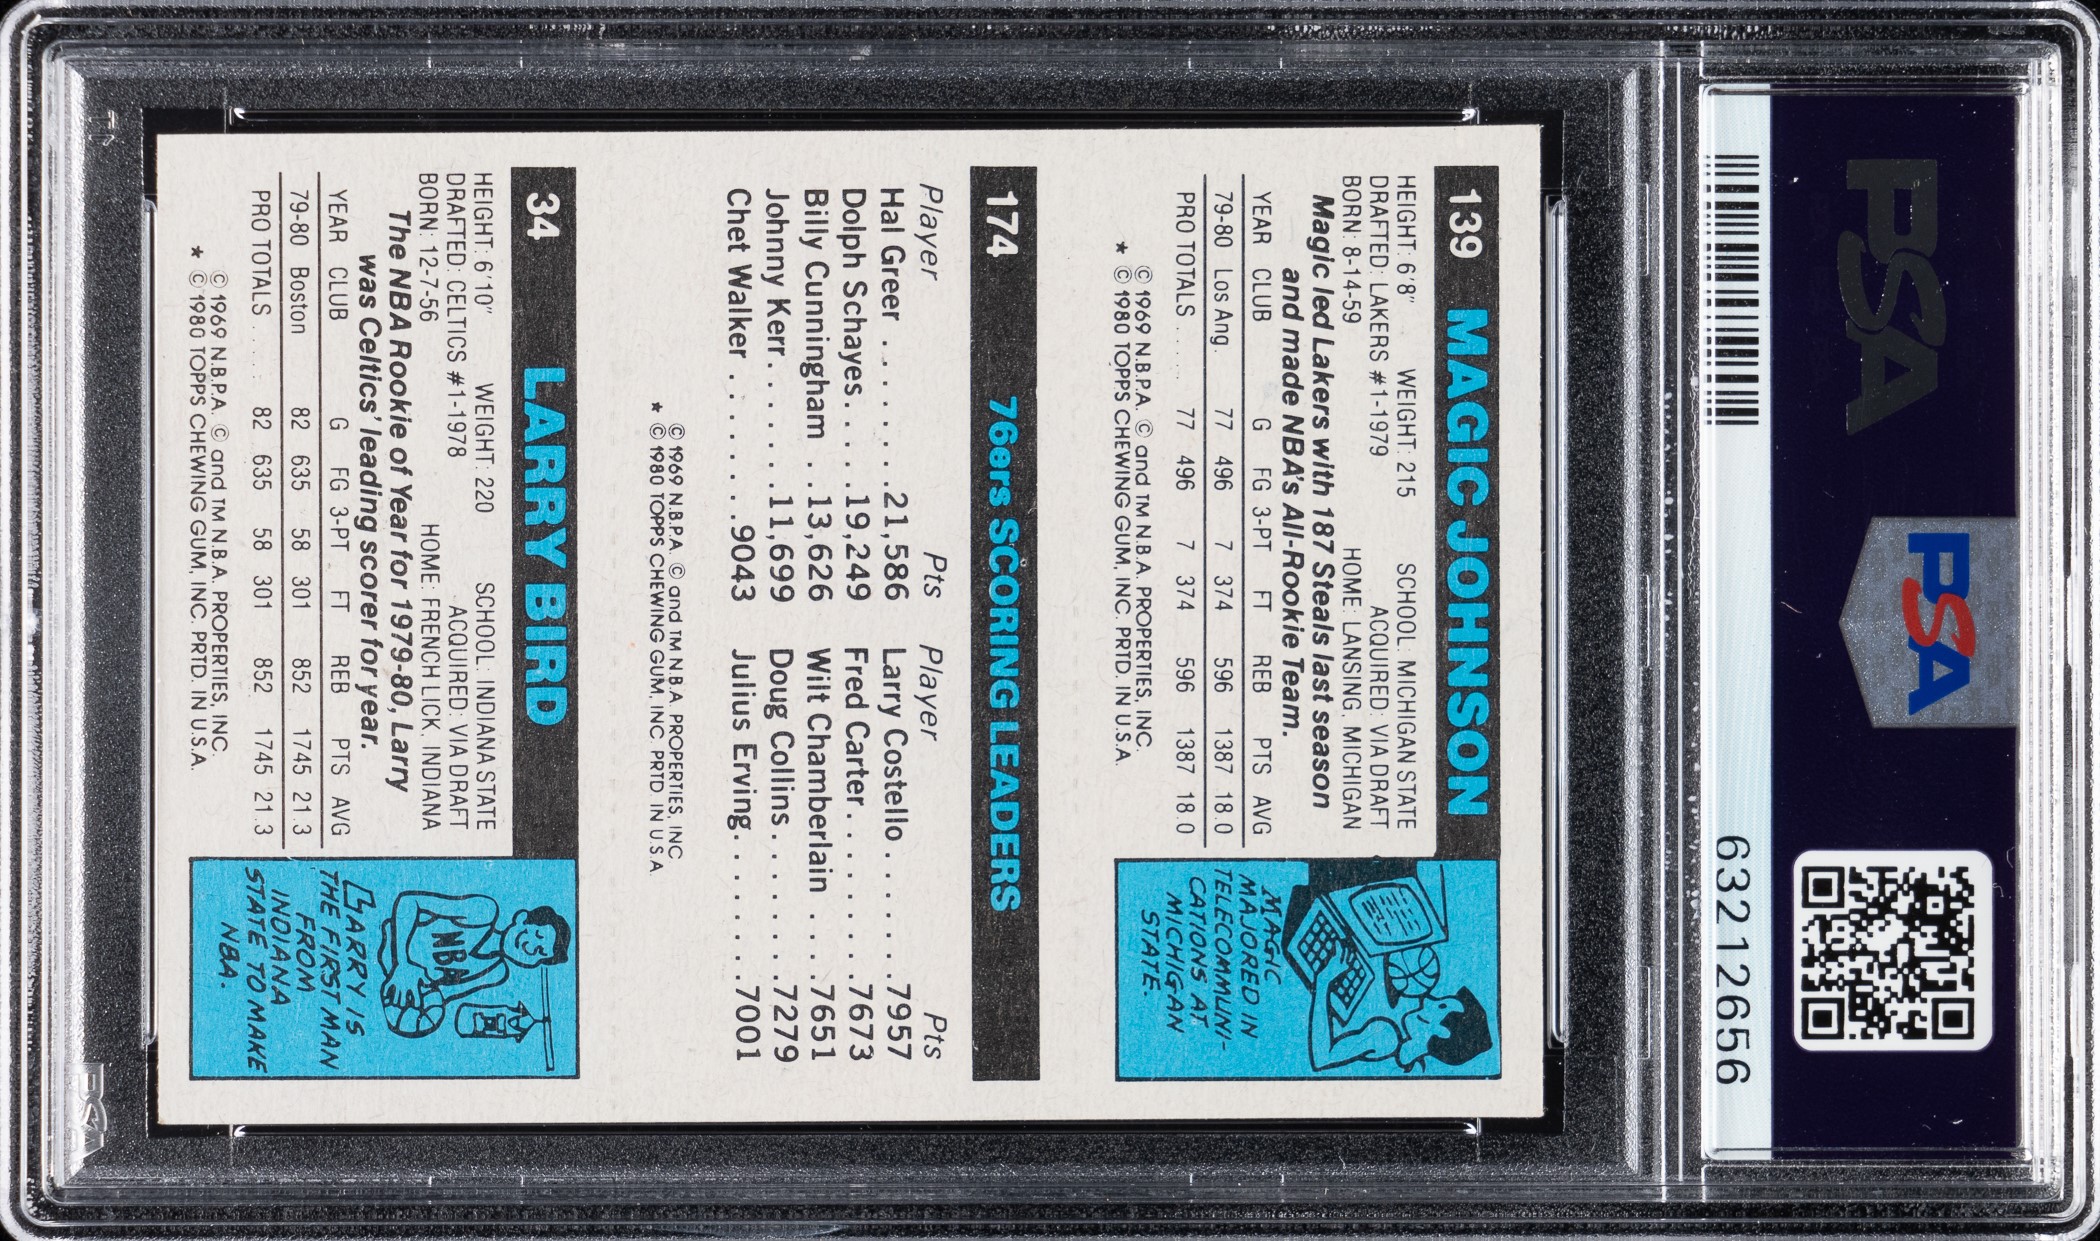 PSA
PSA
63212656
139 MAGIC JOHNSON
HEIGHT: 6'8" WEIGHT: 215 SCHOOL: MICHIGAN STATE
DRAFTED: LAKERS #1-1979 ACQUIRED: VIA DRAFT
BORN: 8-14-59 HOME: LANSING, MICHIGAN
Magic led Lakers with 187 Steals last season
and made NBA's All-Rookie Team.
YEAR CLUB G FG 3-PT FT REB PTS AVG
79-80 Los Ang. 77 496 7 374 596 1387 18.0
PRO TOTALS ..... 77 496 7 374 596 1387 18.0
© 1969 N.B.P.A. © and TM N.B.A. PROPERTIES, INC.
* © 1980 TOPPS CHEWING GUM, INC. PRTD. IN U.S.A.
MAGIC
MAJORED IN
TELECOMMUNI-
CATIONS AT
MICHIGAN
STATE.
174 76ers SCORING LEADERS
Player Pts Player Pts
Hal Greer ........21,586 Larry Costello ........7957
Dolph Schayes.....19,249 Fred Carter.........7673
Billy Cunningham ..13,626 Wilt Chamberlain ....7651
Johnny Kerr.......11,699 Doug Collins........7279
Chet Walker ........9043 Julius Erving........7001
© 1969 N.B.P.A. © and TM N.B.A. PROPERTIES, INC.
* © 1980 TOPPS CHEWING GUM, INC. PRTD. IN U.S.A.
34 LARRY BIRD
HEIGHT: 6'10" WEIGHT: 220 SCHOOL: INDIANA STATE
DRAFTED: CELTICS #1-1978 ACQUIRED: VIA DRAFT
BORN: 12-7-56 HOME: FRENCH LICK, INDIANA
The NBA Rookie of Year for 1979-80, Larry
was Celtics' leading scorer for year.
YEAR CLUB G FG 3-PT FT REB PTS AVG
79-80 Boston 82 635 58 301 852 1745 21.3
PRO TOTALS ..... 82 635 58 301 852 1745 21.3
© 1969 N.B.P.A. © and TM N.B.A. PROPERTIES, INC.
* © 1980 TOPPS CHEWING GUM, INC. PRTD. IN U.S.A.
NBA
LARRY IS
THE FIRST MAN
FROM
INDIANA
STATE TO MAKE
NBA.
PSA